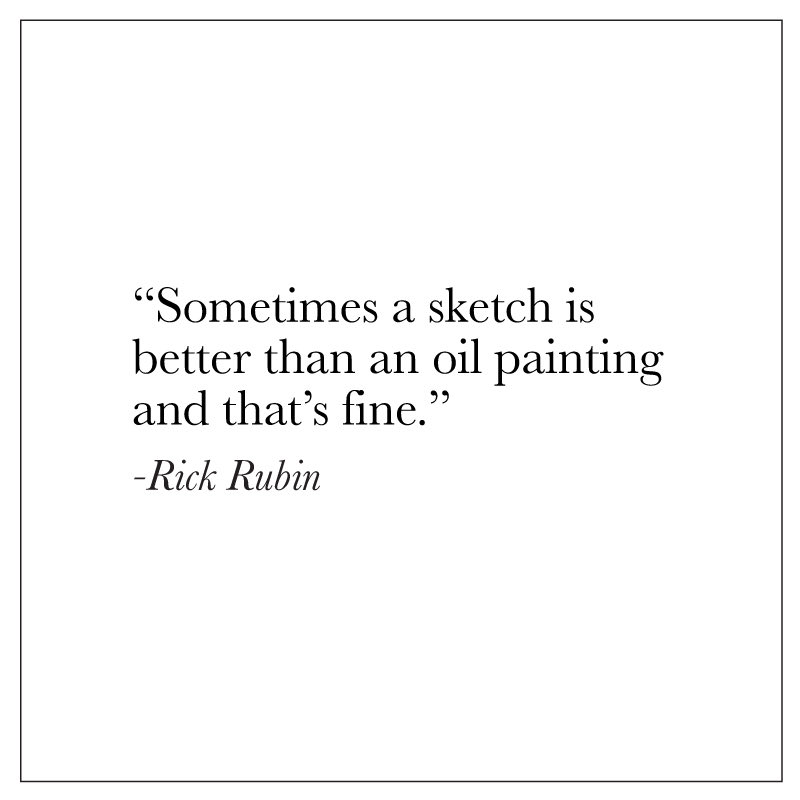 “Sometimes a sketch is
better than an oil painting
and that’s fine.”
-Rick Rubin